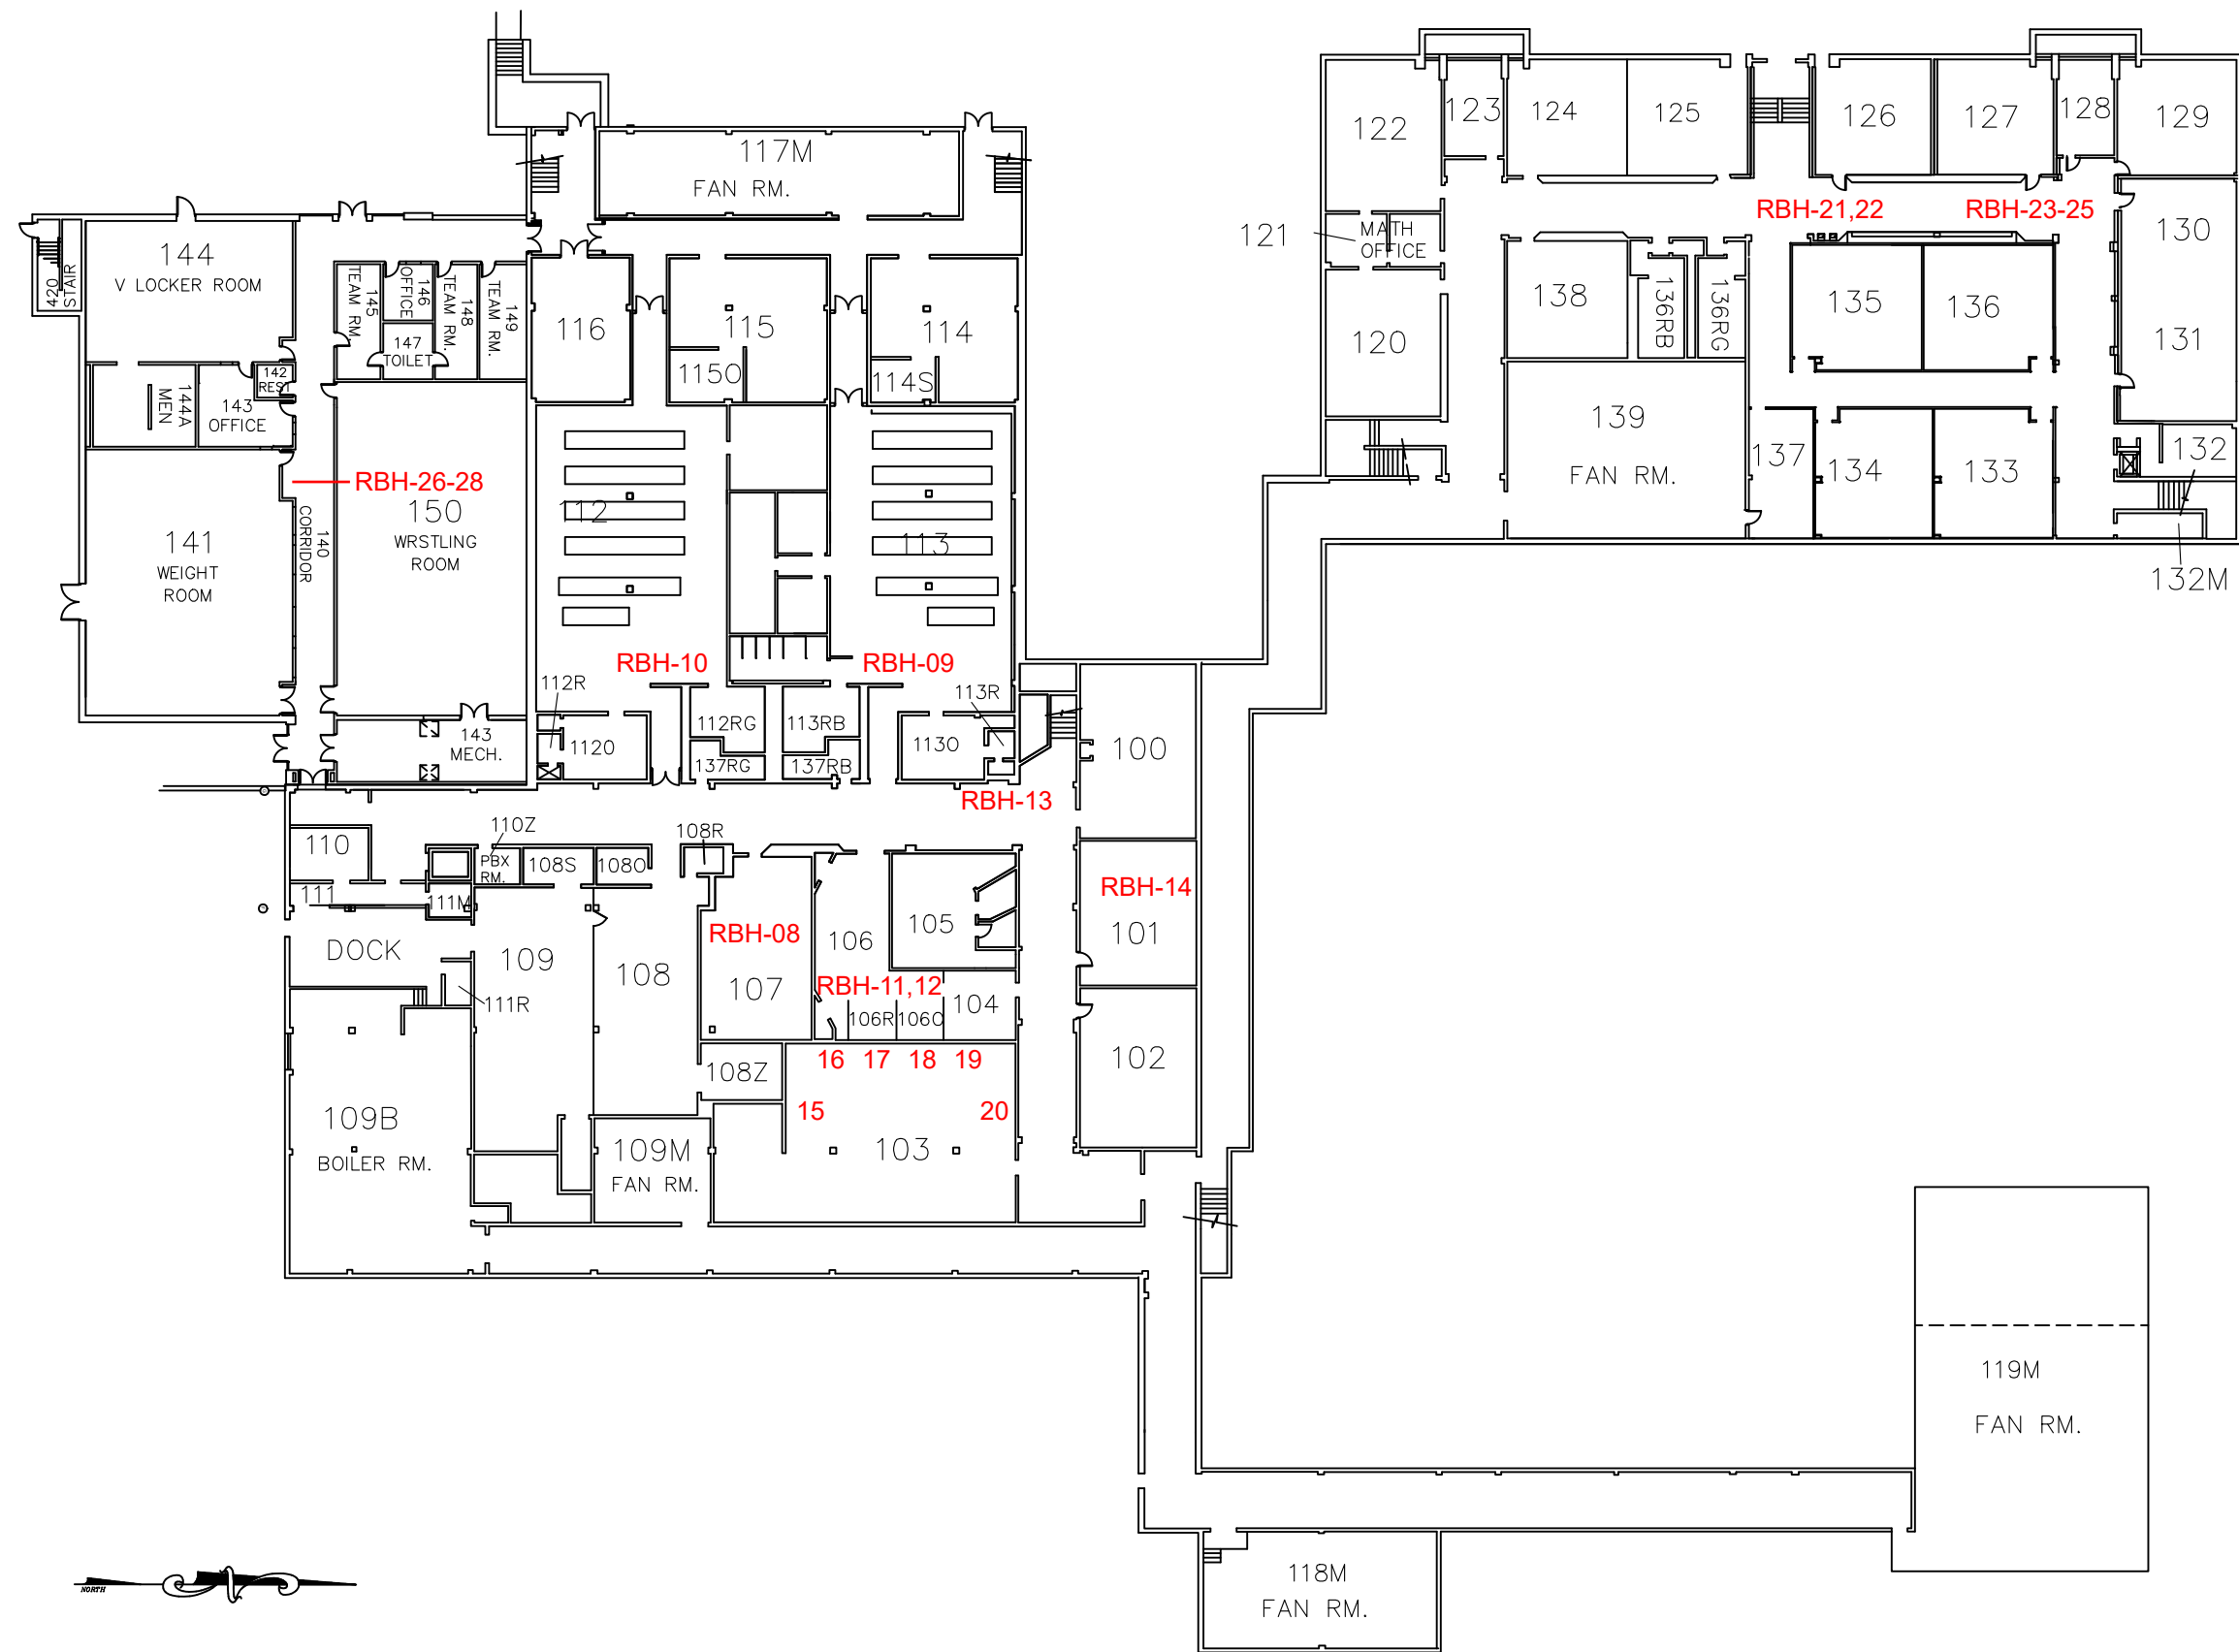 117M
FAN RM.
122
123
124
125
126
127
128
129
RBH-21,22
RBH-23-25
121
MATH
OFFICE
130
144
V LOCKER ROOM
420
STAIR
145
TEAM RM.
146
OFFICE
148
TEAM RM.
149
TEAM RM.
147
TOILET
116
115
114
115O
114S
120
138
136RB
136RG
135
136
131
142
REST
144A
MEN
143
OFFICE
139
FAN RM.
137
134
133
132
132M
RBH-26-28
140
CORRIDOR
150
WRSTLING
ROOM
141
WEIGHT
ROOM
112
113
RBH-10
RBH-09
112R
113R
112RG
113RB
112O
113O
143
MECH.
137RG
137RB
100
RBH-13
110
110Z
PBX
RM.
108S
108O
108R
111
111M
RBH-14
101
RBH-08
105
106
DOCK
109
108
107
RBH-11,12
104
111R
106R
106O
102
16
17
18
19
108Z
15
20
109B
BOILER RM.
109M
FAN RM.
103
119M
FAN RM.
118M
FAN RM.
NORTH